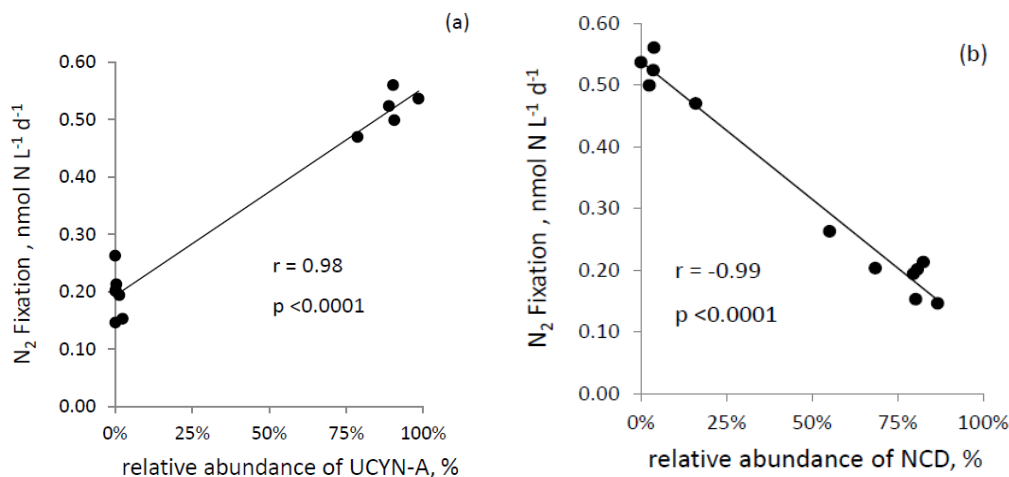 (a)
N2 Fixation , nmol N L-1 d-1
0.60
0.50
0.40
0.30
0.20
0.10
0.00
r = 0.98
p <0.0001
0% 25% 50% 75% 100%
relative abundance of UCYN-A, %
(b)
N2 Fixation , nmol N L-1 d-1
0.60
0.50
0.40
0.30
0.20
0.10
0.00
r = -0.99
p <0.0001
0% 25% 50% 75% 100%
relative abundance of NCD, %